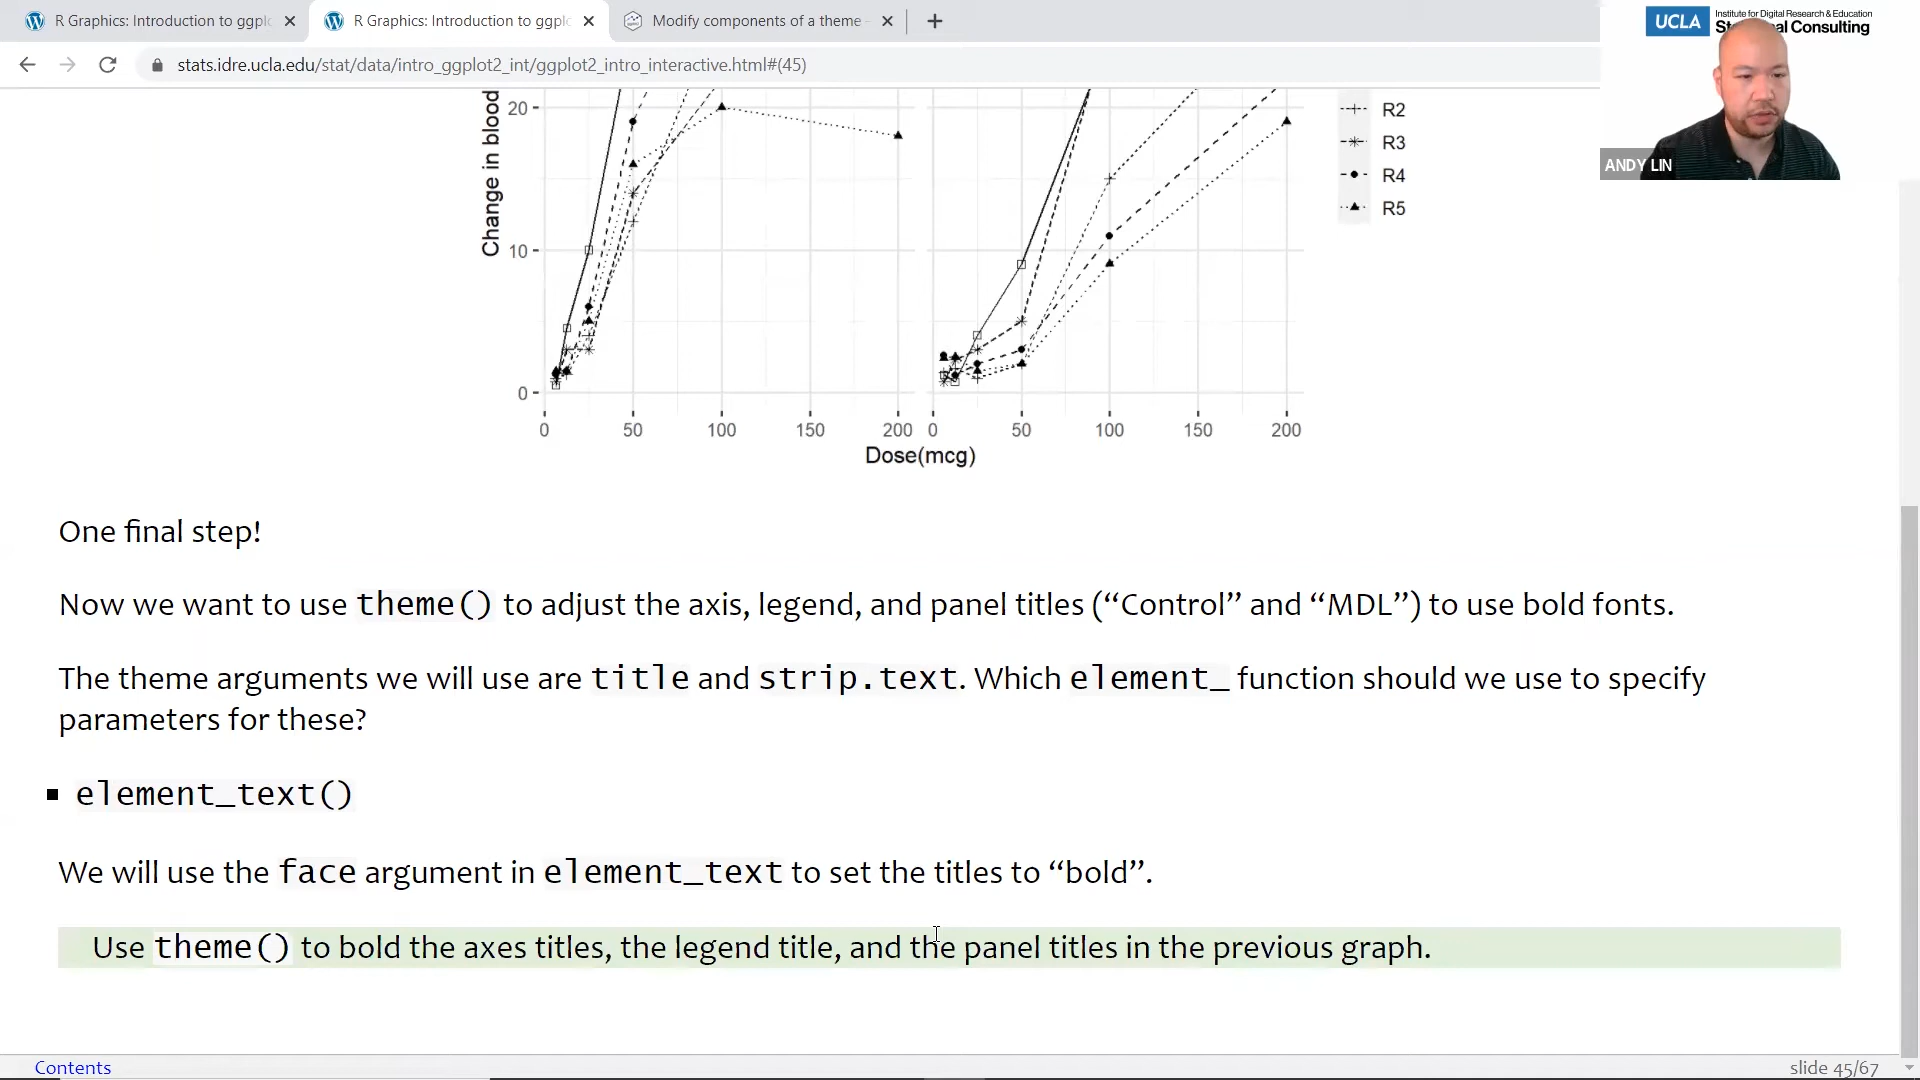 R Graphics: Introduction to ggplo
R Graphics: Introduction to ggplo
Modify components of a theme
UCLA
Institute for Digital Research & Education
Consulting
stats.idre.ucla.edu/stat/data/intro_ggplot2_int/ggplot2_intro_interactive.html#(45)
ANDY LIN
Change in blood
20
10
0
0 50 100 150 200 0 50 100 150 200
Dose(mcg)
R2
R3
R4
R5
One final step!
Now we want to use theme() to adjust the axis, legend, and panel titles (“Control” and “MDL”) to use bold fonts.
The theme arguments we will use are title and strip.text. Which element_ function should we use to specify
parameters for these?
element_text()
We will use the face argument in element_text to set the titles to “bold”.
Use theme() to bold the axes titles, the legend title, and the panel titles in the previous graph.
Contents
slide 45/67